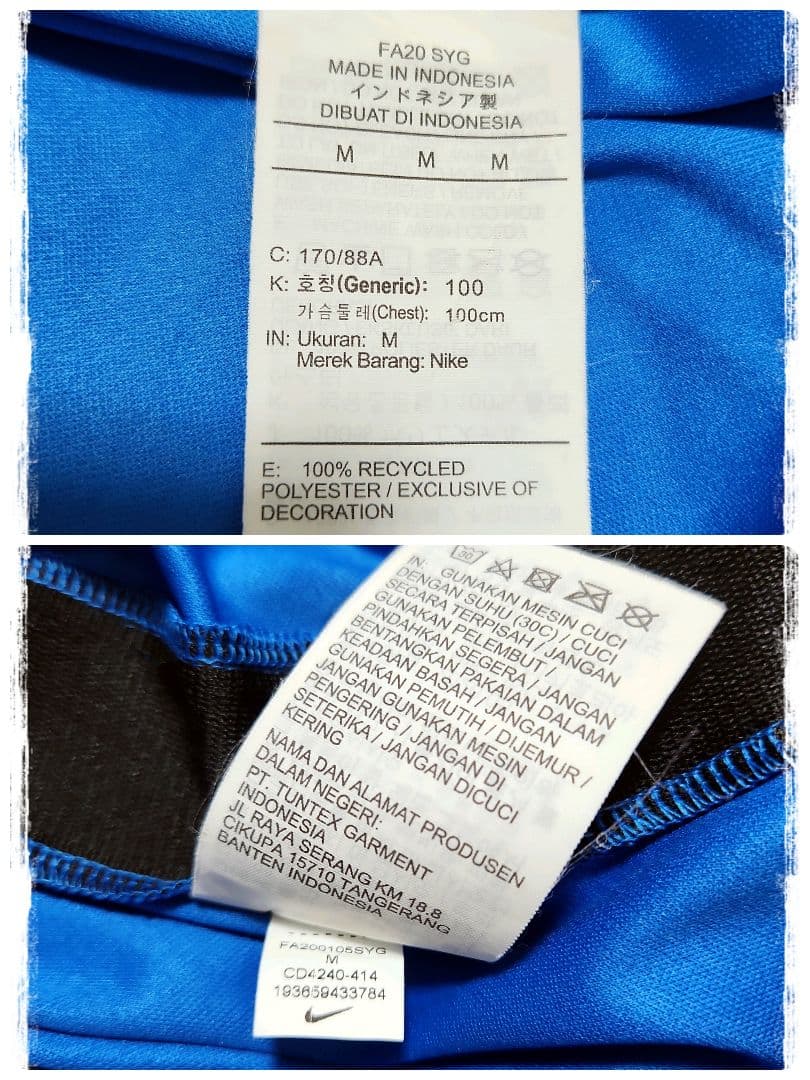 FA20 SYG
MADE IN INDONESIA
インドネシア製
DIBUAT DI INDONESIA
M M M
C: 170/88A
K: 호칭(Generic): 100
가슴둘레(Chest): 100cm
IN: Ukuran: M
Merek Barang: Nike
E: 100% RECYCLED
POLYESTER / EXCLUSIVE OF
DECORATION
30
IN: GUNAKAN MESIN CUCI
DENGAN SUHU (30C) / CUCI
SECARA TERPISAH / JANGAN
GUNAKAN PELEMBUT /
PINDAHKAN SEGERA / JANGAN
BENTANGKAN PAKAIAN DALAM
KEADAAN BASAH / JANGAN
GUNAKAN PEMUTIH / DIJEMUR /
JANGAN GUNAKAN MESIN
PENGERING / JANGAN DI
SETERIKA / JANGAN DICUCI
KERING
NAMA DAN ALAMAT PRODUSEN
DALAM NEGERI:
PT. TUNTEX GARMENT
INDONESIA
JL RAYA SERANG KM 18.8
CIKUPA 15710 TANGERANG
BANTEN INDONESIA
FA200105SYG
M
CD4240-414
193659433784